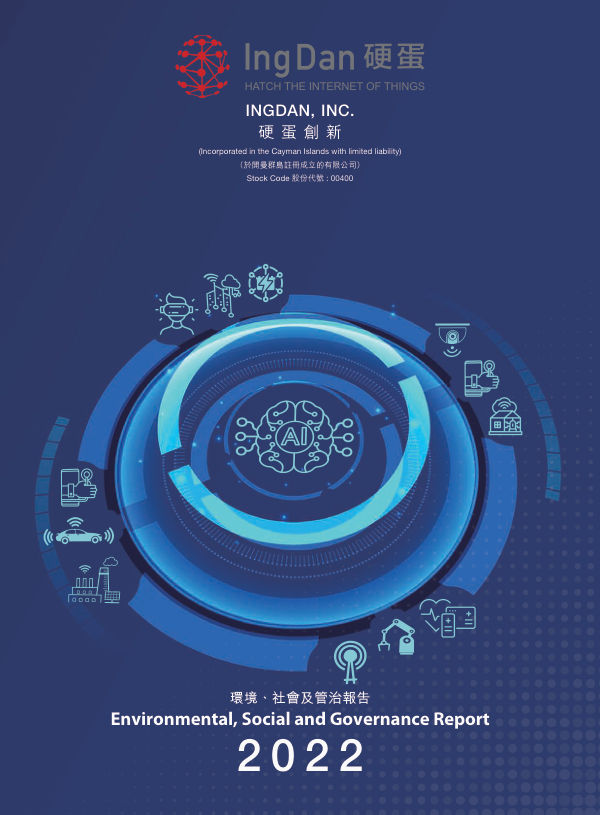 IngDan 硬蛋
HATCH THE INTERNET OF THINGS
INGDAN, INC.
硬蛋創新
(Incorporated in the Cayman Islands with limited liability)
（於開曼群島註冊成立的有限公司）
Stock Code 股份代號 : 00400
AI
環境、社會及管治報告
Environmental, Social and Governance Report
2022